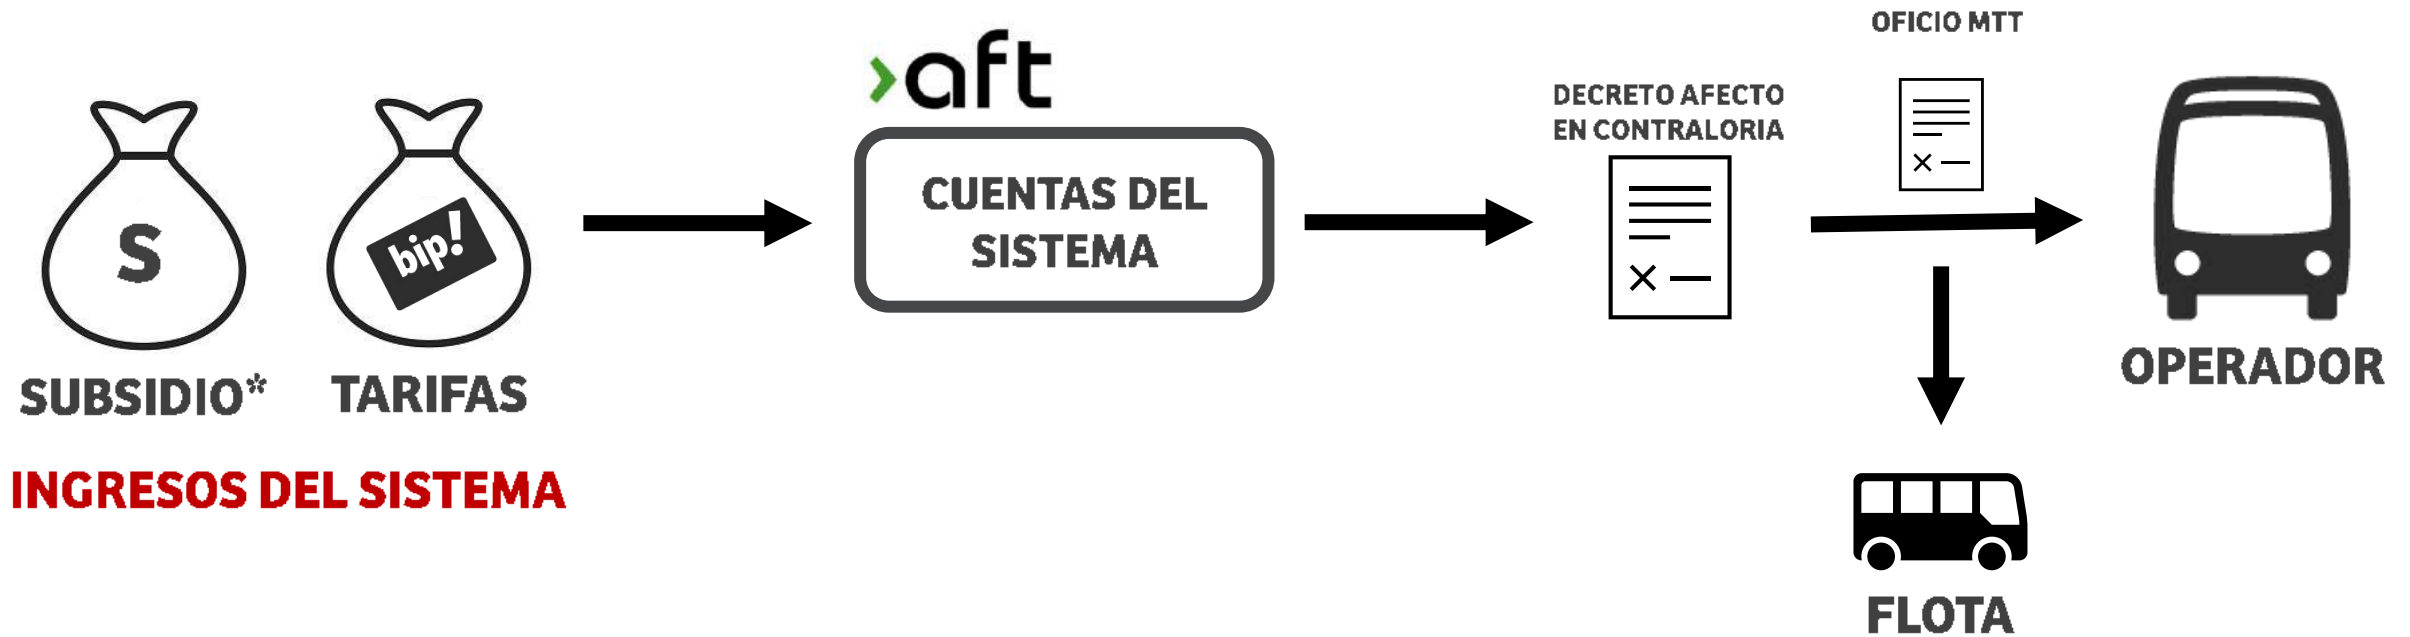 S
bip!
SUBSIDIO*
TARIFAS
INGRESOS DEL SISTEMA
aft
CUENTAS DEL
SISTEMA
DECRETO AFECTO
EN CONTRALORIA
OFICIO MTT
OPERADOR
FLOTA